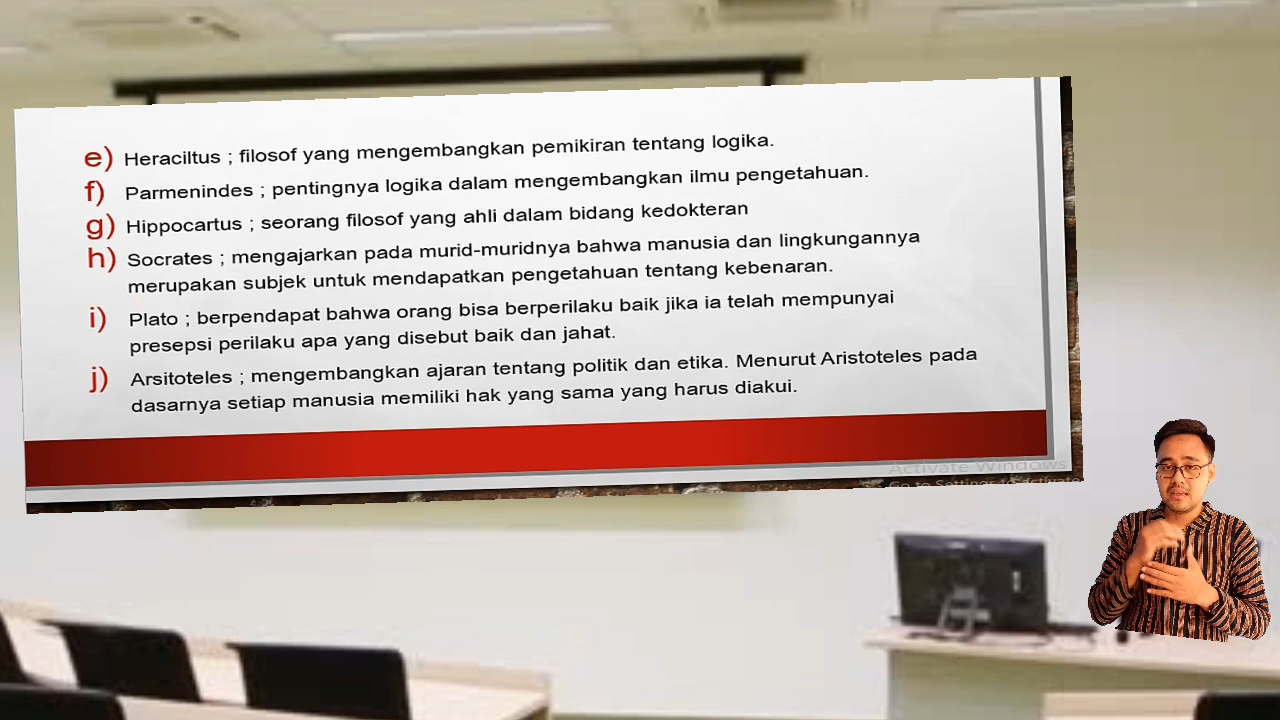 e) Heraciltus ; filosof yang mengembangkan pemikiran tentang logika.
f) Parmenindes ; pentingnya logika dalam mengembangkan ilmu pengetahuan.
g) Hippocartus ; seorang filosof yang ahli dalam bidang kedokteran
h) Socrates ; mengajarkan pada murid-muridnya bahwa manusia dan lingkungannya
merupakan subjek untuk mendapatkan pengetahuan tentang kebenaran.
i) Plato ; berpendapat bahwa orang bisa berperilaku baik jika ia telah mempunyai
presepsi perilaku apa yang disebut baik dan jahat.
j) Arsitoteles ; mengembangkan ajaran tentang politik dan etika. Menurut Aristoteles pada
dasarnya setiap manusia memiliki hak yang sama yang harus diakui.
Activate Windows
Go to Settings to activate